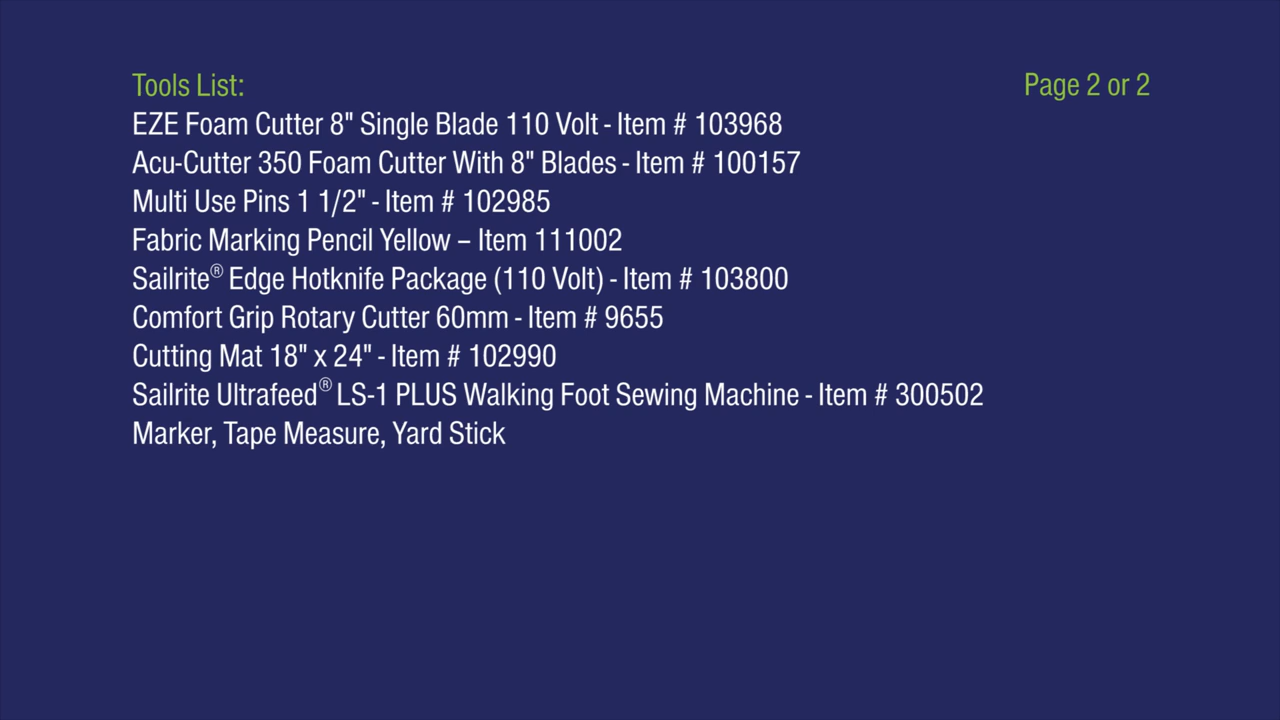 Tools List:
Page 2 or 2
EZE Foam Cutter 8" Single Blade 110 Volt - Item # 103968
Acu-Cutter 350 Foam Cutter With 8" Blades - Item # 100157
Multi Use Pins 1 1/2" - Item # 102985
Fabric Marking Pencil Yellow – Item 111002
Sailrite® Edge Hotknife Package (110 Volt) - Item # 103800
Comfort Grip Rotary Cutter 60mm - Item # 9655
Cutting Mat 18" x 24" - Item # 102990
Sailrite Ultrafeed® LS-1 PLUS Walking Foot Sewing Machine - Item # 300502
Marker, Tape Measure, Yard Stick